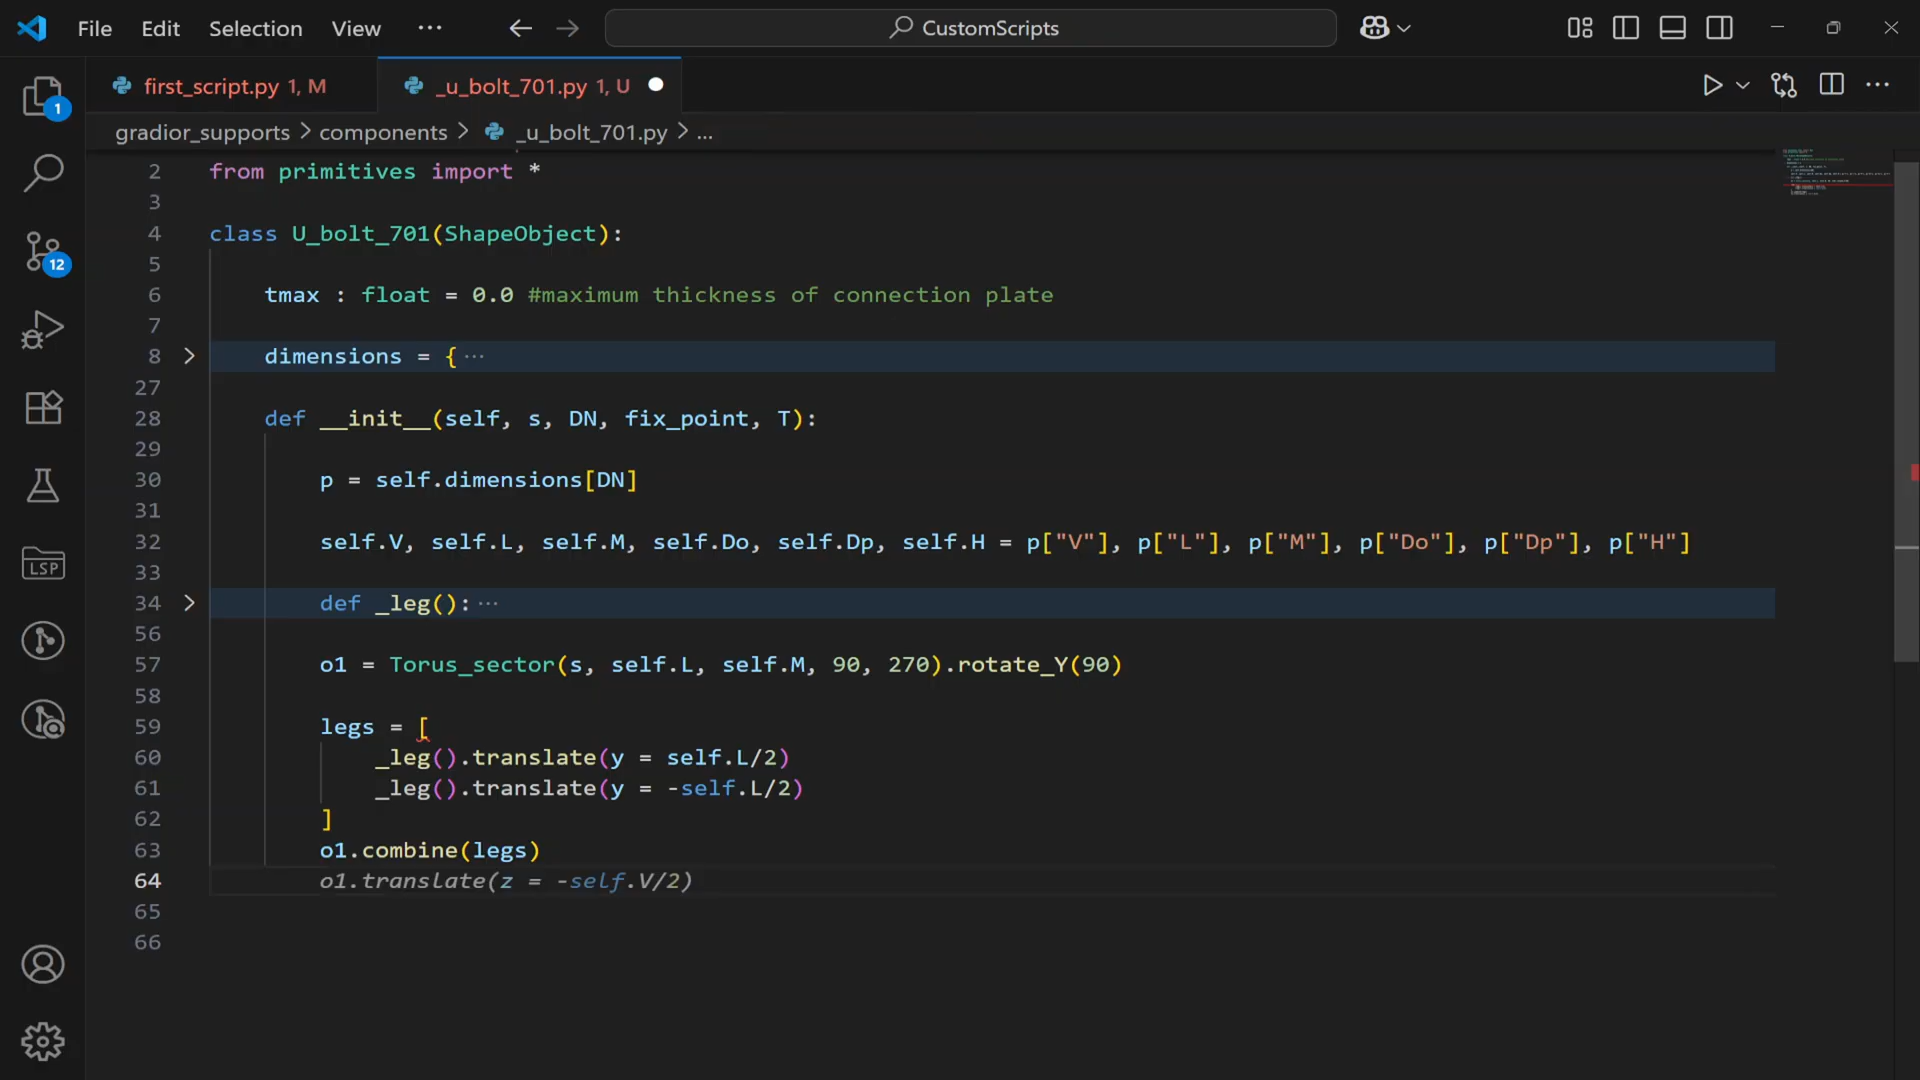 File Edit Selection View ··· CustomScripts
first_script.py 1, M _u_bolt_701.py 1, U
gradior_supports > components > _u_bolt_701.py > ...
1
2 from primitives import *
3
4 class U_bolt_701(ShapeObject):
5
6 tmax : float = 0.0 #maximum thickness of connection plate
7
8 dimensions = {···
27
28 def __init__(self, s, DN, fix_point, T):
29
30 p = self.dimensions[DN]
31
32 self.V, self.L, self.M, self.Do, self.Dp, self.H = p["V"], p["L"], p["M"], p["Do"], p["Dp"], p["H"]
33
12
34 def _leg():···
56
57 o1 = Torus_sector(s, self.L, self.M, 90, 270).rotate_Y(90)
58
59 legs = [
60 _leg().translate(y = self.L/2)
61 _leg().translate(y = -self.L/2)
62 ]
63 o1.combine(legs)
64 o1.translate(z = -self.V/2)
65
66
LSP